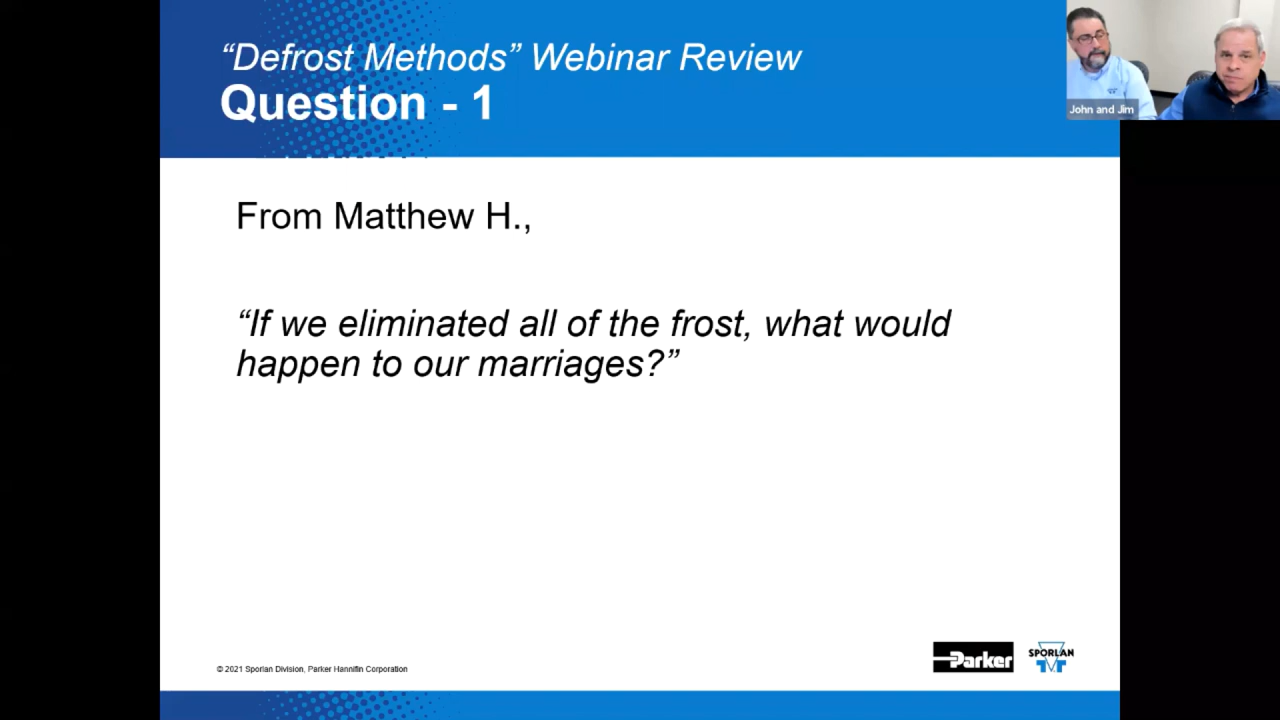 “Defrost Methods” Webinar Review
Question - 1
John and Jim
From Matthew H.,
“If we eliminated all of the frost, what would
happen to our marriages?”
© 2021 Sporlan Division, Parker Hannifin Corporation
Parker
SPORLAN